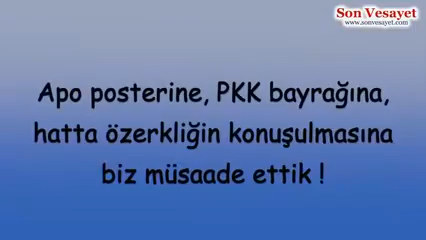 Son Vesayet
www.sonvesayet.com
Apo posterine, PKK bayrağına,
hatta özerkliğin konuşulmasına
biz müsaade ettik !